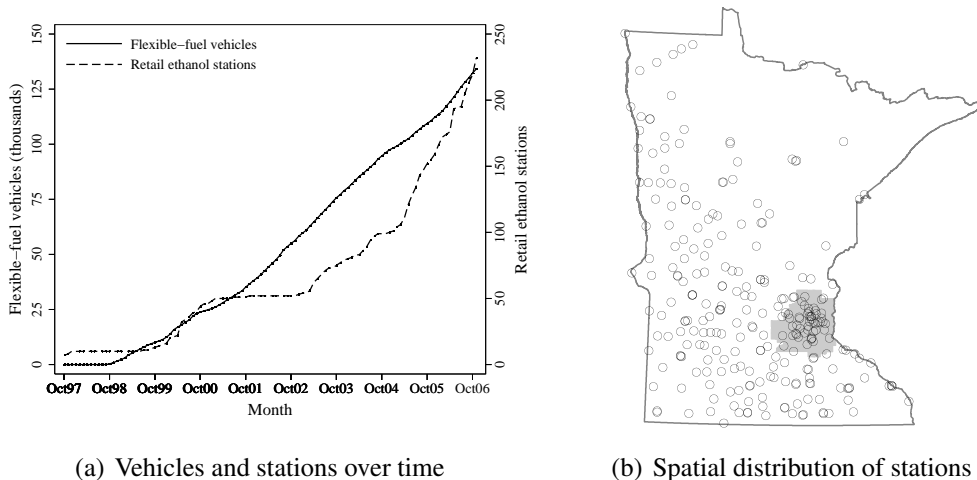 Flexible−fuel vehicles
Retail ethanol stations
Flexible−fuel vehicles (thousands)
150
125
100
75
50
25
0
Retail ethanol stations
250
200
150
100
50
0
Oct97 Oct98 Oct99 Oct00 Oct01 Oct02 Oct03 Oct04 Oct05 Oct06
Month
(a) Vehicles and stations over time
(b) Spatial distribution of stations